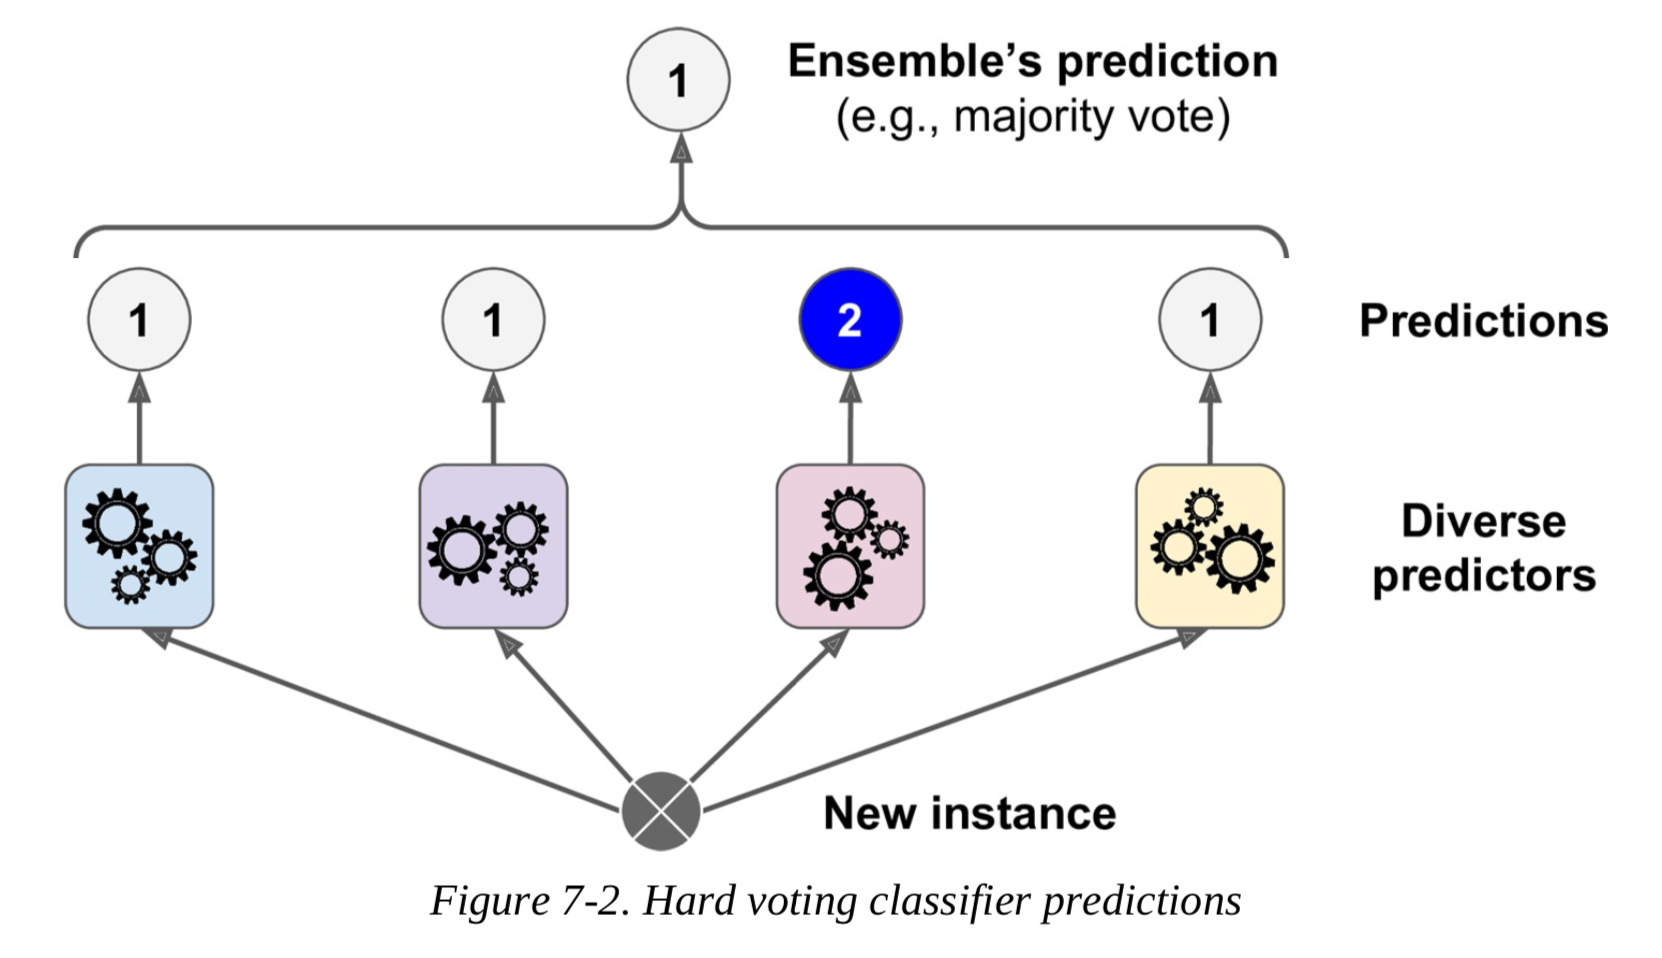 1
Ensemble’s prediction
(e.g., majority vote)
1
1
2
1
Predictions
Diverse
predictors
New instance
Figure 7-2. Hard voting classifier predictions